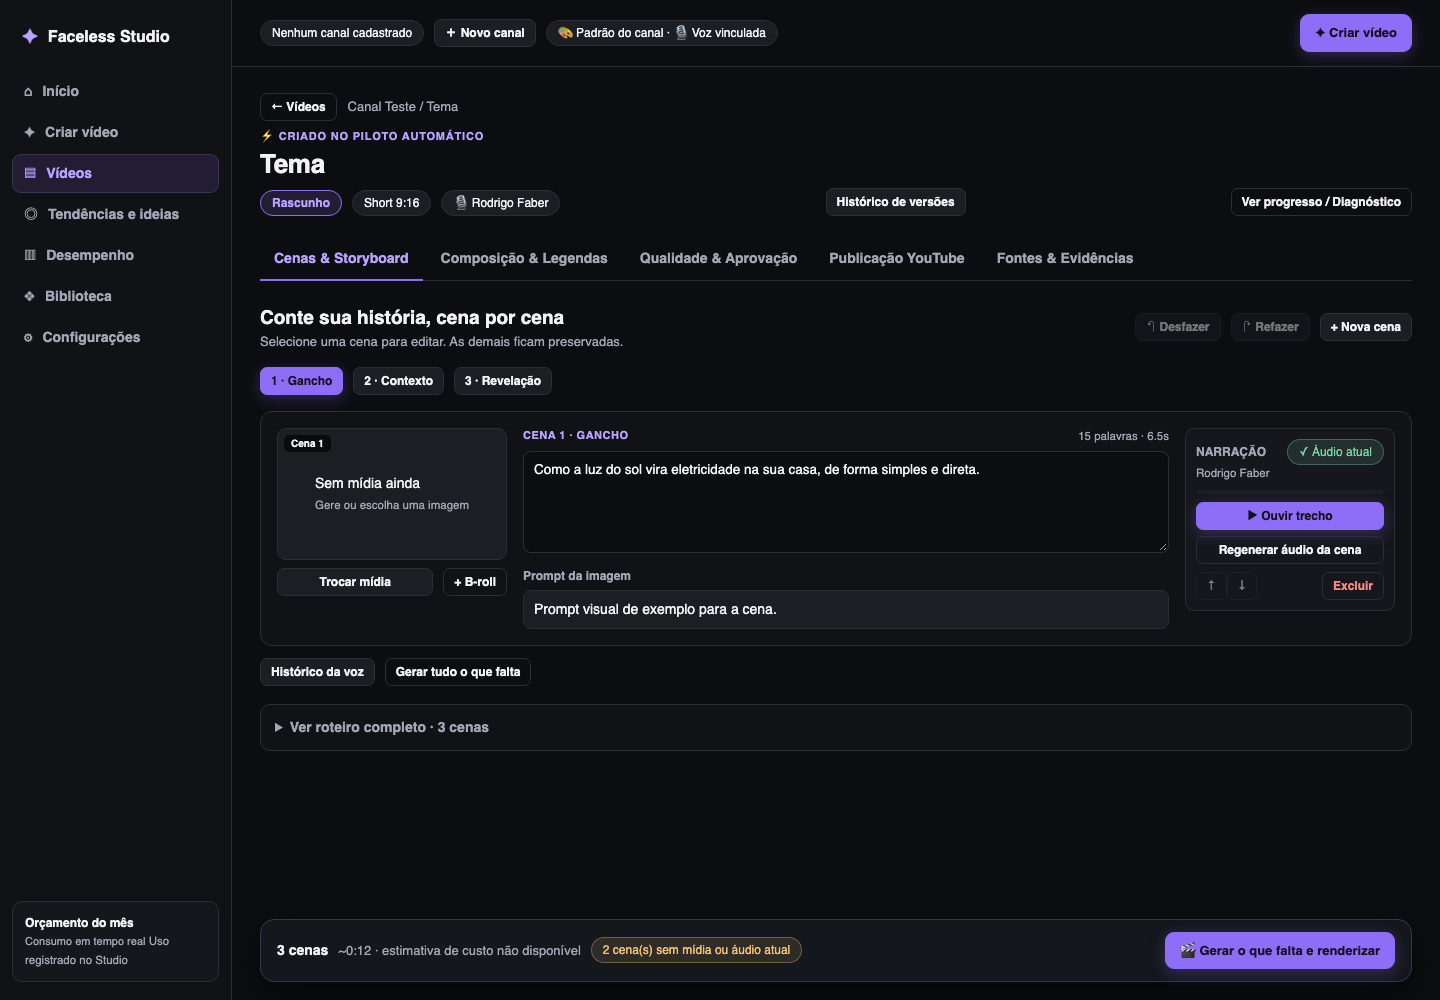 Faceless Studio
Início
Criar vídeo
Vídeos
Tendências e ideias
Desempenho
Biblioteca
Configurações
Orçamento do mês
Consumo em tempo real Uso
registrado no Studio
Nenhum canal cadastrado
+ Novo canal
🎨 Padrão do canal · 🎙️ Voz vinculada
✦ Criar vídeo
← Vídeos
Canal Teste / Tema
⚡ CRIADO NO PILOTO AUTOMÁTICO
Tema
Rascunho
Short 9:16
🎙️ Rodrigo Faber
Histórico de versões
Ver progresso / Diagnóstico
Cenas & Storyboard
Composição & Legendas
Qualidade & Aprovação
Publicação YouTube
Fontes & Evidências
Conte sua história, cena por cena
Selecione uma cena para editar. As demais ficam preservadas.
Desfazer
Refazer
+ Nova cena
1 · Gancho
2 · Contexto
3 · Revelação
Cena 1
Sem mídia ainda
Gere ou escolha uma imagem
Trocar mídia
+ B-roll
CENA 1 · GANCHO
15 palavras · 6.5s
Como a luz do sol vira eletricidade na sua casa, de forma simples e direta.
Prompt da imagem
Prompt visual de exemplo para a cena.
NARRAÇÃO
✓ Áudio atual
Rodrigo Faber
▶ Ouvir trecho
Regenerar áudio da cena
↑
↓
Excluir
Histórico da voz
Gerar tudo o que falta
▶ Ver roteiro completo · 3 cenas
3 cenas
~0:12 · estimativa de custo não disponível
2 cena(s) sem mídia ou áudio atual
🎬 Gerar o que falta e renderizar